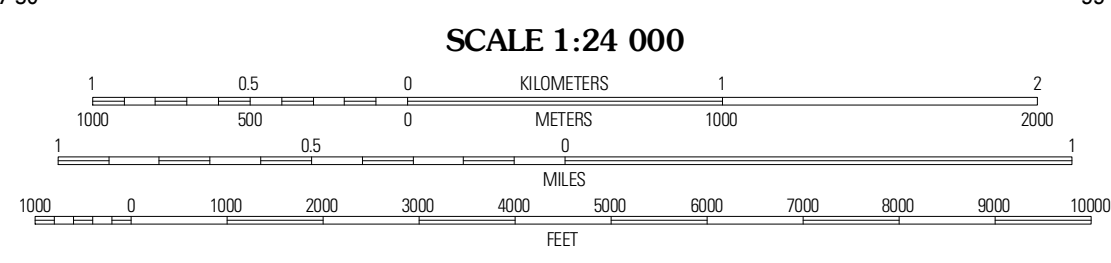 SCALE 1:24 000
1 0.5 0 KILOMETERS 1 2
1000 500 0 METERS 1000 2000
1 0.5 0 1
MILES
1000 0 1000 2000 3000 4000 5000 6000 7000 8000 9000 10000
FEET